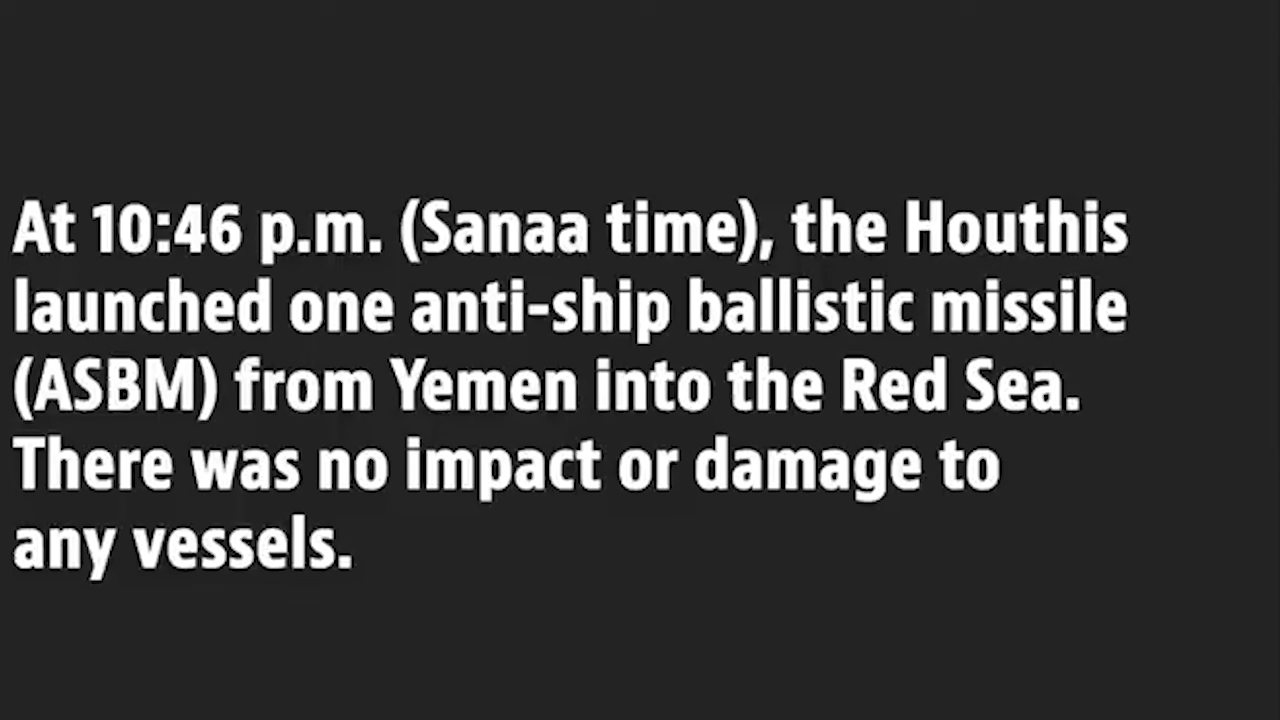 At 10:46 p.m. (Sanaa time), the Houthis
launched one anti-ship ballistic missile
(ASBM) from Yemen into the Red Sea.
There was no impact or damage to
any vessels.